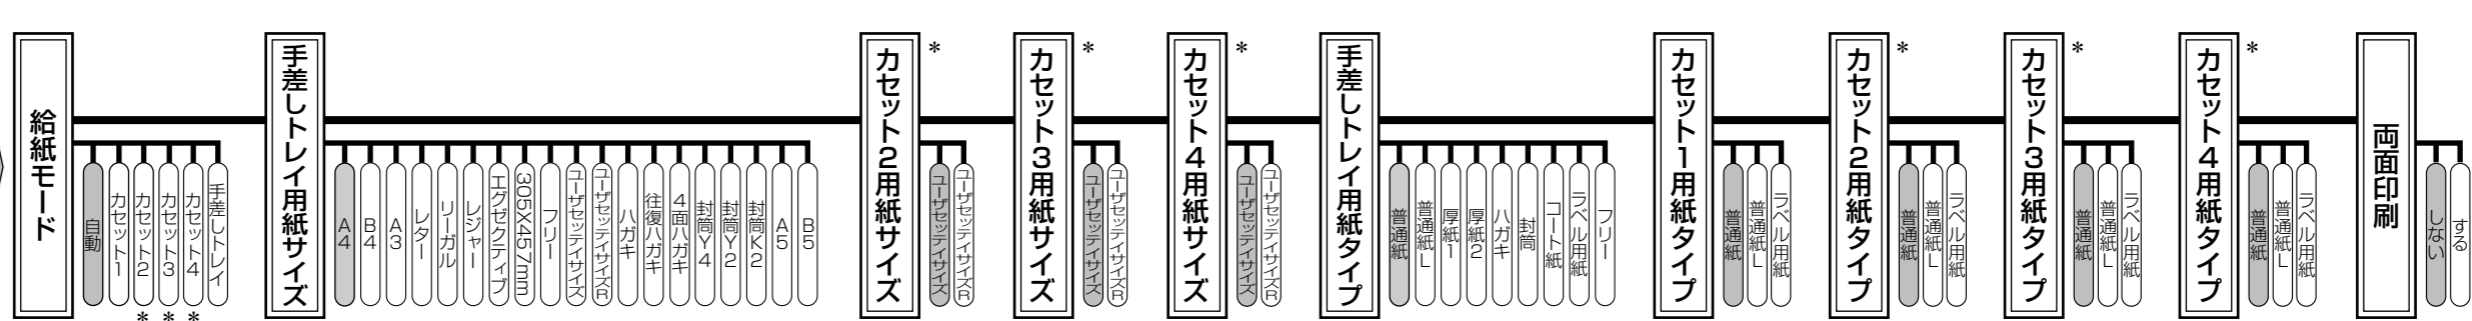 給紙モード
自動
カセット1
カセット2
*
カセット3
*
カセット4
*
手差しトレイ
手差しトレイ用紙サイズ
A4
B4
A3
レター
リーガル
レジャー
エグゼクティブ
305X457mm
フリー
ユーザセッテイサイズ
ユーザセッテイサイズR
ハガキ
往復ハガキ
4面ハガキ
封筒Y4
封筒Y2
封筒K2
A5
B5
カセット2用紙サイズ
*
ユーザセッテイサイズ
ユーザセッテイサイズR
カセット3用紙サイズ
*
ユーザセッテイサイズ
ユーザセッテイサイズR
カセット4用紙サイズ
*
ユーザセッテイサイズ
ユーザセッテイサイズR
手差しトレイ用紙タイプ
普通紙
普通紙L
厚紙1
厚紙2
ハガキ
封筒
コート紙
ラベル用紙
フリー
カセット1用紙タイプ
普通紙
普通紙L
ラベル用紙
カセット2用紙タイプ
*
普通紙
普通紙L
ラベル用紙
カセット3用紙タイプ
*
普通紙
普通紙L
ラベル用紙
カセット4用紙タイプ
*
普通紙
普通紙L
ラベル用紙
両面印刷
しない
する